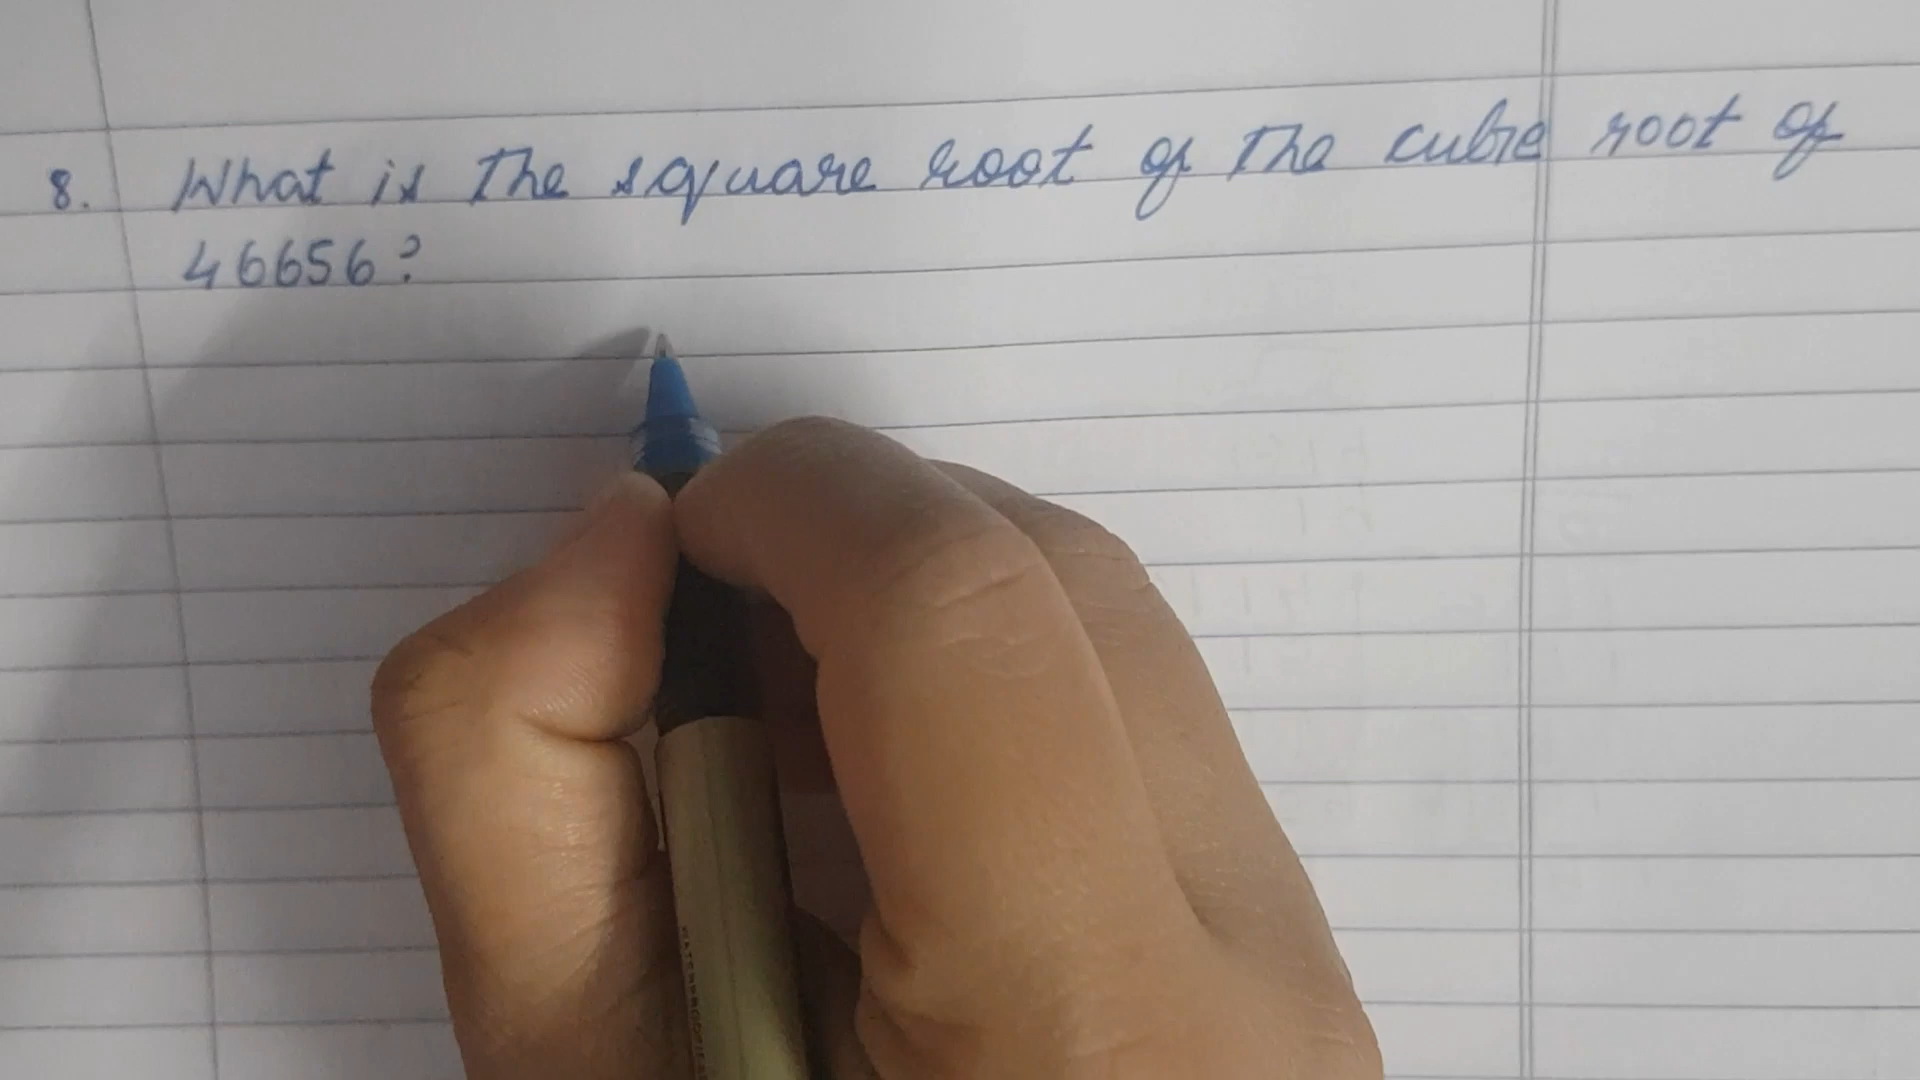 8. What is the square root of the cube root of
46656?